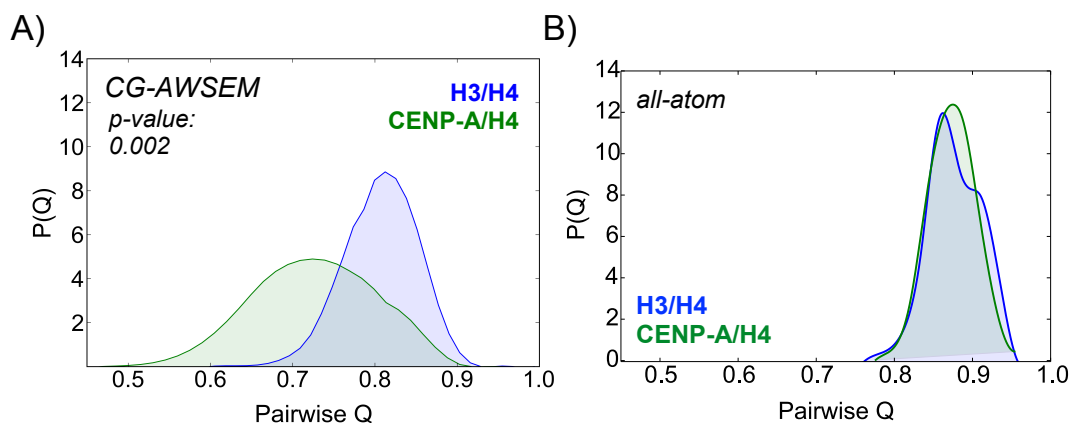 A)
14
12
10
8
6
4
2
P(Q)
CG-AWSEM
p-value:
0.002
H3/H4
CENP-A/H4
0.5 0.6 0.7 0.8 0.9 1.0
Pairwise Q
B)
14
12
10
8
6
4
2
0
P(Q)
all-atom
H3/H4
CENP-A/H4
0.5 0.6 0.7 0.8 0.9 1.0
Pairwise Q